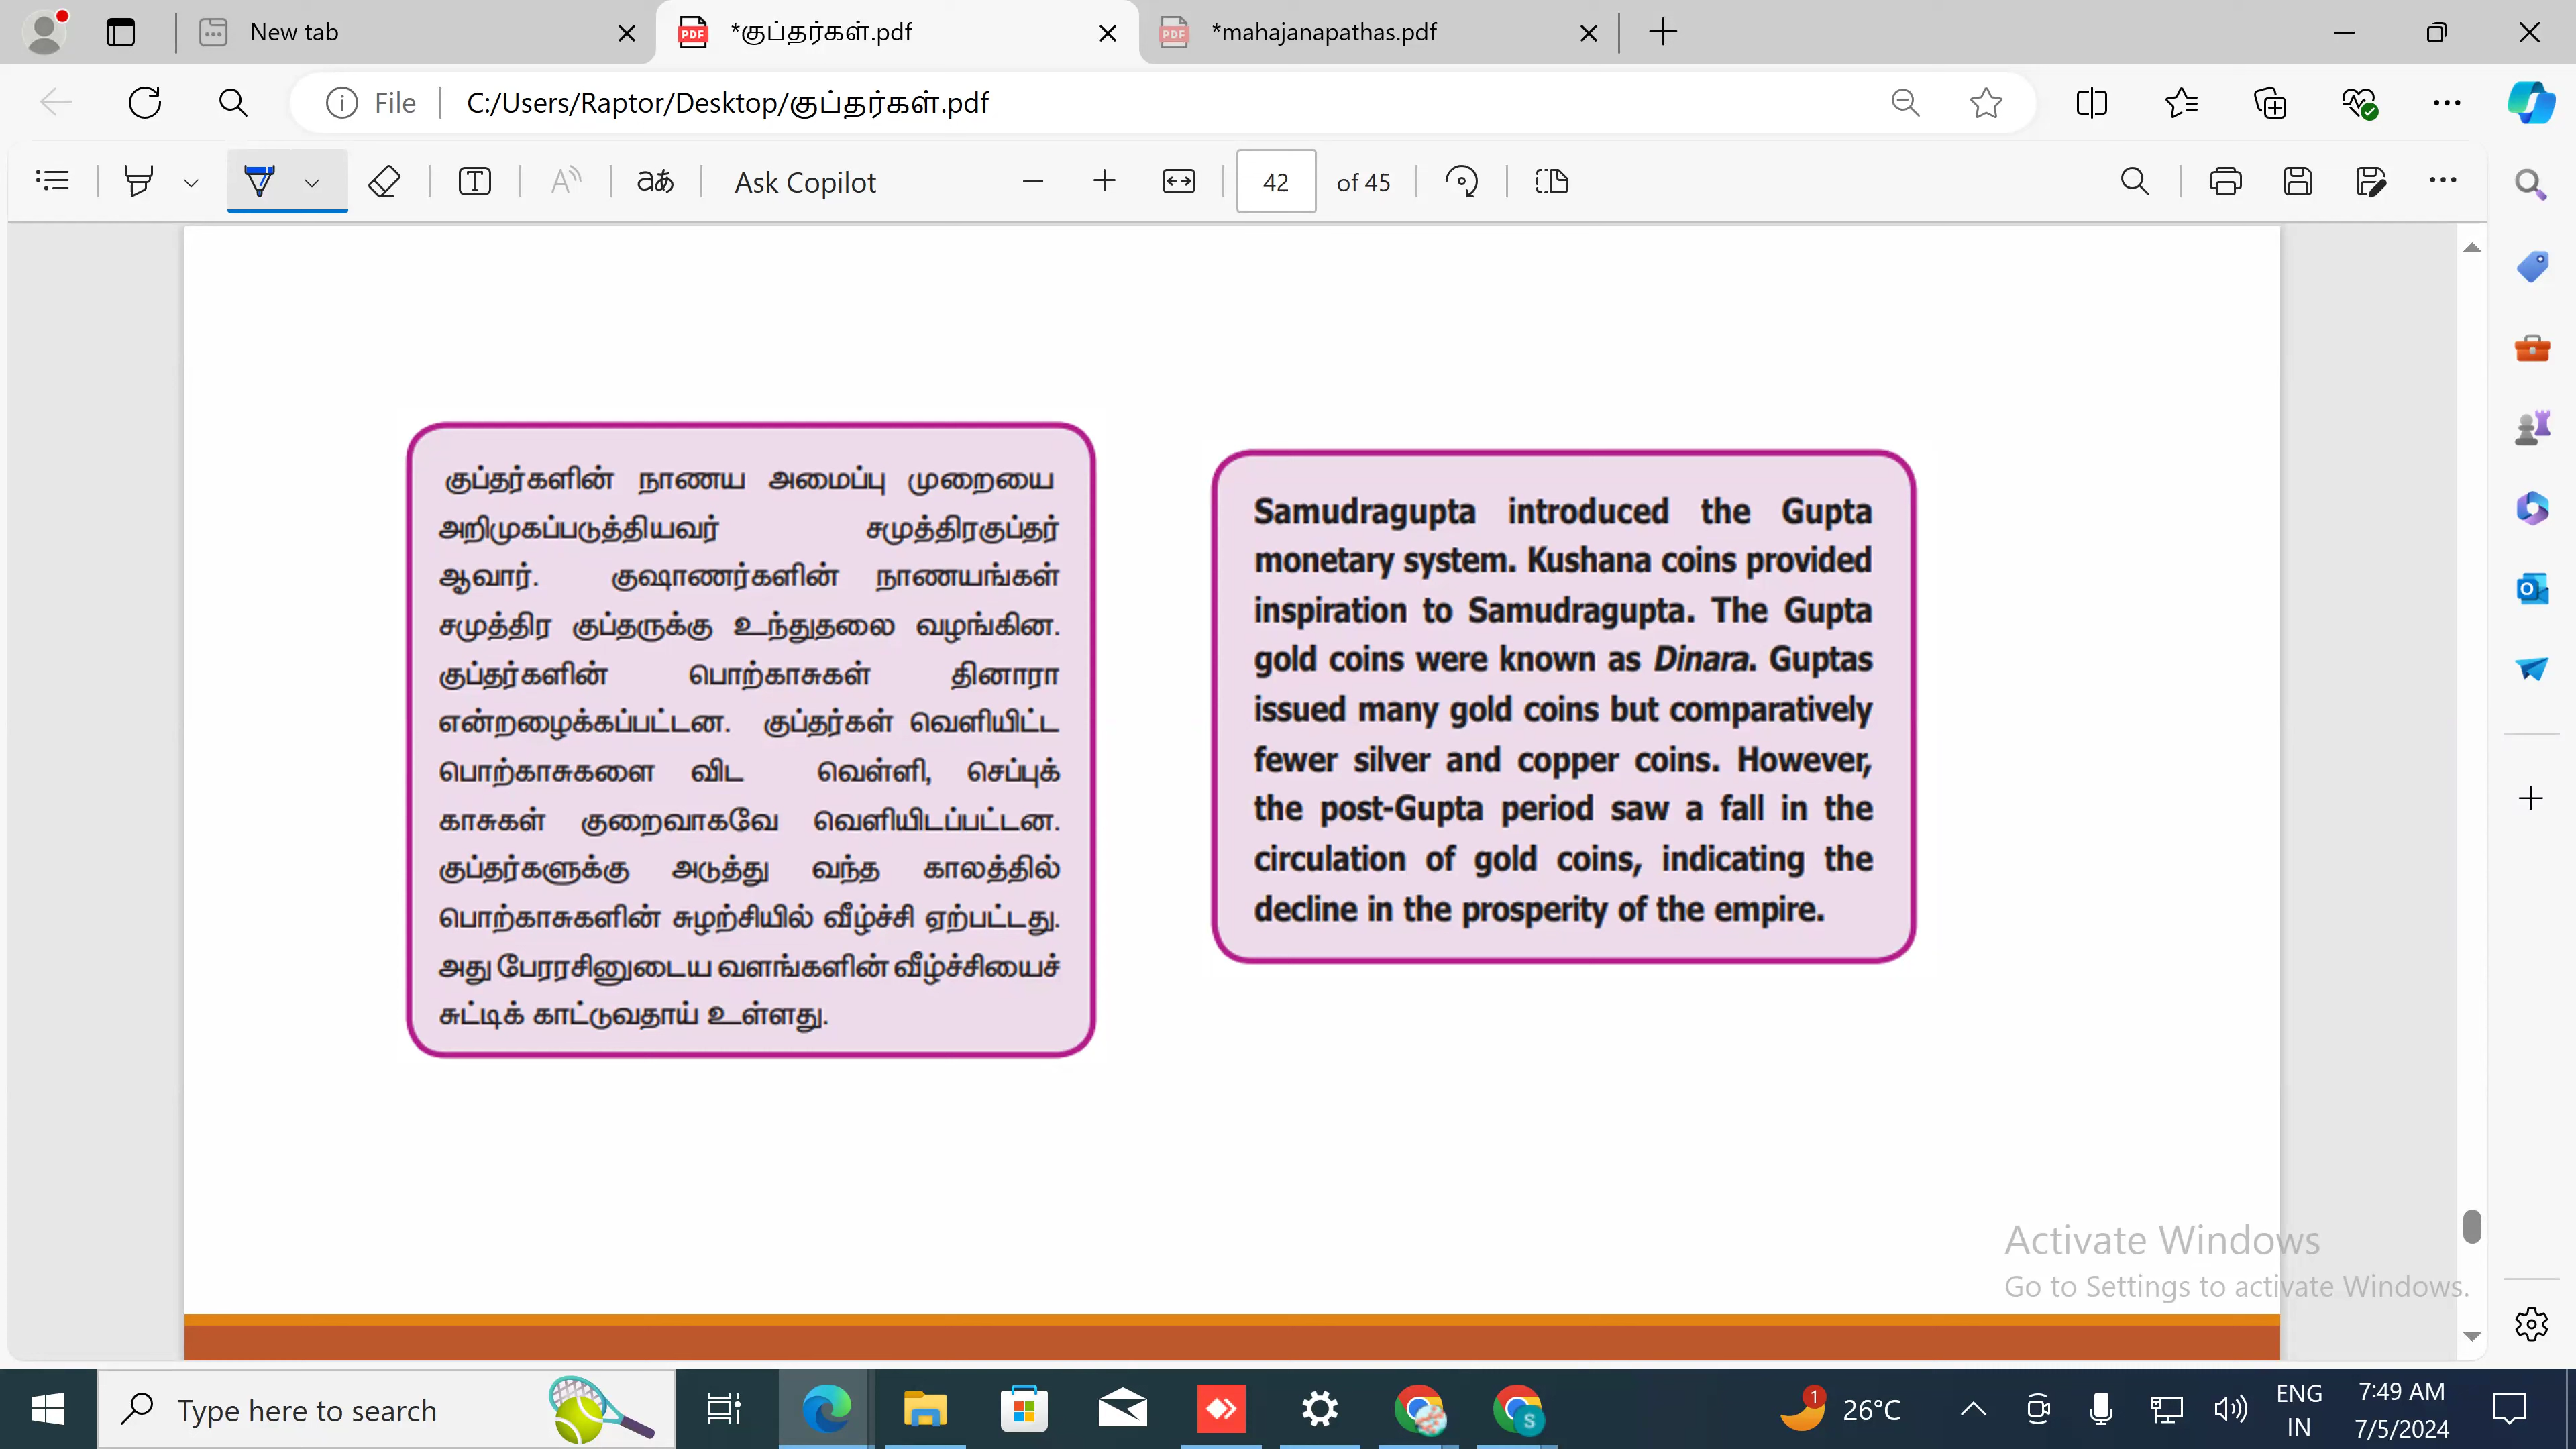 New tab
*குப்தர்கள்.pdf
*mahajanapathas.pdf
File
C:/Users/Raptor/Desktop/குப்தர்கள்.pdf
aあ
Ask Copilot
42 of 45
குப்தர்களின் நாணய அமைப்பு முறையை
அறிமுகப்படுத்தியவர் சமுத்திரகுப்தர்
ஆவார். குஷாணர்களின் நாணயங்கள்
சமுத்திர குப்தருக்கு உந்துதலை வழங்கின.
குப்தர்களின் பொற்காசுகள் தினாரா
என்றழைக்கப்பட்டன. குப்தர்கள் வெளியிட்ட
பொற்காசுகளை விட வெள்ளி, செப்புக்
காசுகள் குறைவாகவே வெளியிடப்பட்டன.
குப்தர்களுக்கு அடுத்து வந்த காலத்தில்
பொற்காசுகளின் சுழற்சியில் வீழ்ச்சி ஏற்பட்டது.
அது பேரரசினுடைய வளங்களின் வீழ்ச்சியைச்
சுட்டிக் காட்டுவதாய் உள்ளது.
Samudragupta introduced the Gupta
monetary system. Kushana coins provided
inspiration to Samudragupta. The Gupta
gold coins were known as Dinara. Guptas
issued many gold coins but comparatively
fewer silver and copper coins. However,
the post-Gupta period saw a fall in the
circulation of gold coins, indicating the
decline in the prosperity of the empire.
Activate Windows
Go to Settings to activate Windows.
Type here to search
1
26°C
ENG
IN
7:49 AM
7/5/2024